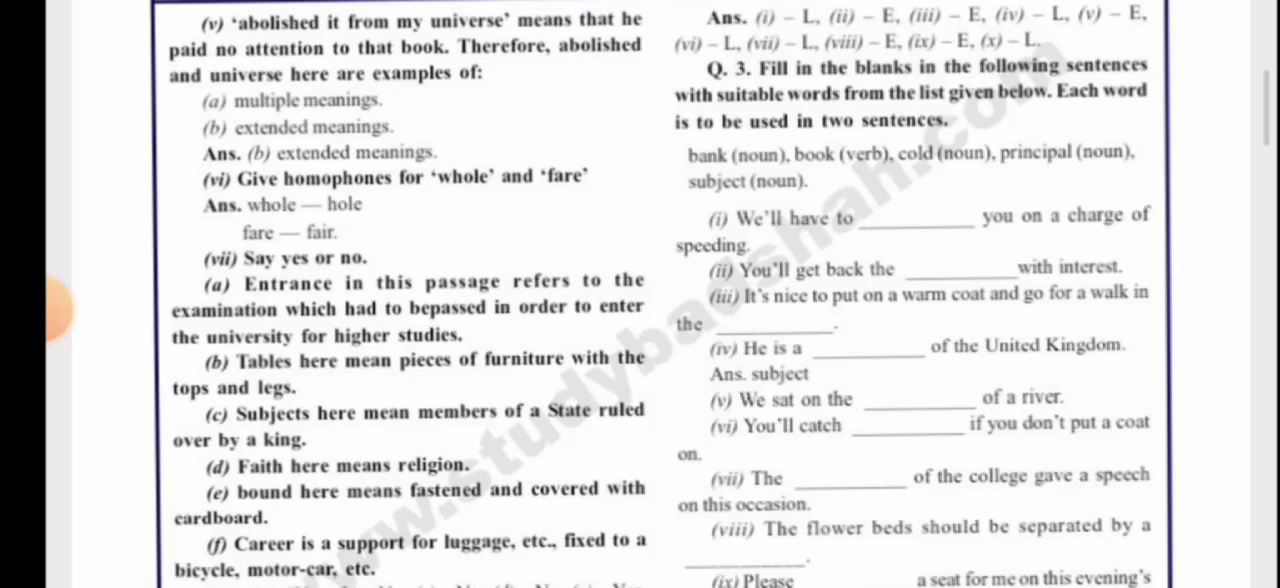 (v) ‘abolished it from my universe’ means that he
paid no attention to that book. Therefore, abolished
and universe here are examples of:
(a) multiple meanings.
(b) extended meanings.
Ans. (b) extended meanings.
(vi) Give homophones for ‘whole’ and ‘fare’
Ans. whole — hole
fare — fair.
(vii) Say yes or no.
(a) Entrance in this passage refers to the
examination which had to bepassed in order to enter
the university for higher studies.
(b) Tables here mean pieces of furniture with the
tops and legs.
(c) Subjects here mean members of a State ruled
over by a king.
(d) Faith here means religion.
(e) bound here means fastened and covered with
cardboard.
(f) Career is a support for luggage, etc., fixed to a
bicycle, motor-car, etc.
Ans. (i) – L, (ii) – E, (iii) – E, (iv) – L, (v) – E,
(vi) – L, (vii) – L, (viii) – E, (ix) – E, (x) – L.
Q. 3. Fill in the blanks in the following sentences
with suitable words from the list given below. Each word
is to be used in two sentences.
bank (noun), book (verb), cold (noun), principal (noun),
subject (noun).
(i) We’ll have to __________ you on a charge of
speeding.
(ii) You’ll get back the __________ with interest.
(iii) It’s nice to put on a warm coat and go for a walk in
the __________.
(iv) He is a __________ of the United Kingdom.
Ans. subject
(v) We sat on the __________ of a river.
(vi) You’ll catch __________ if you don’t put a coat
on.
(vii) The __________ of the college gave a speech
on this occasion.
(viii) The flower beds should be separated by a
__________.
(ix) Please __________ a seat for me on this evening’s
www.studybadshah.com